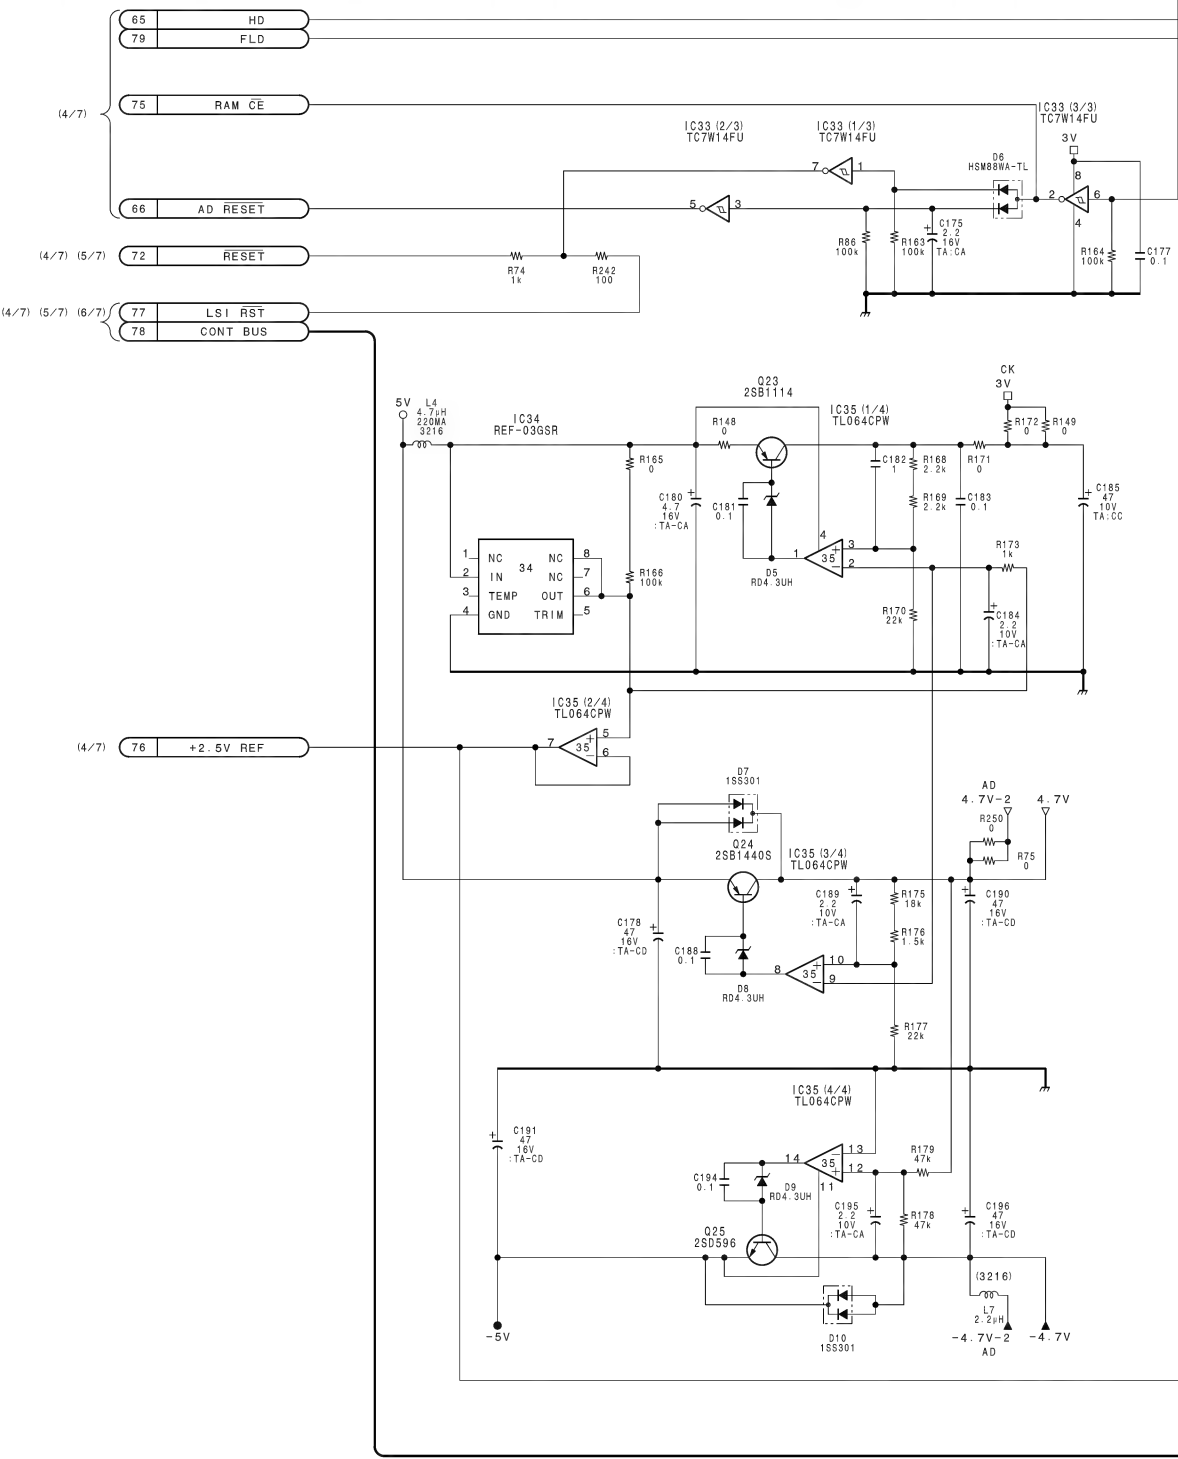 65 HD
79 FLD
(4/7)
75 RAM CE
66 AD RESET
(4/7) (5/7) 72 RESET
(4/7) (5/7) (6/7) 77 LSI RST
78 CONT BUS
IC33 (2/3)
TC7W14FU
IC33 (1/3)
TC7W14FU
IC33 (3/3)
TC7W14FU
3V
D6
HSM88WA-TL
7 1
5 3
2 6
8
4
R86
100k
R163
100k
+ C175
2.2
16V
TA:CA
R164
100k
C177
0.1
R74
1k
R242
100
5V
L4
4.7µH
220MA
3216
IC34
REF-03GSR
Q23
2SB1114
IC35 (1/4)
TL064CPW
CK
3V
R148
0
R172
0
R149
0
R165
0
C180
4.7
16V
:TA-CA
+
C181
0.1
C182
1
R168
2.2k
R169
2.2k
R171
0
C183
0.1
+ C185
47
10V
TA:CC
D5
RD4.3UH
1 35 + 3
- 2
4
R173
1k
+
C184
2.2
10V
:TA-CA
R170
22k
R166
100k
1 NC NC 8
2 IN 34 NC 7
3 TEMP OUT 6
4 GND TRIM 5
IC35 (2/4)
TL064CPW
7 35 + 5
- 6
(4/7) 76 +2.5V REF
D7
1SS301
Q24
2SB1440S
IC35 (3/4)
TL064CPW
AD
4.7V-2
4.7V
R250
0
R75
0
C178
47
16V
:TA-CD
+
C188
0.1
D8
RD4.3UH
8 35 + 10
- 9
C189
2.2
10V
:TA-CA
+
R175
18k
R176
1.5k
R177
22k
+ C190
47
16V
:TA-CD
IC35 (4/4)
TL064CPW
+ C191
47
16V
:TA-CD
14 35 - 13
+ 12
11
R179
47k
C194
0.1
D9
RD4.3UH
C195
2.2
10V
:TA-CA
+
R178
47k
+ C196
47
16V
:TA-CD
Q25
2SD596
-5V
D10
1SS301
(3216)
L7
2.2µH
-4.7V-2
AD
-4.7V